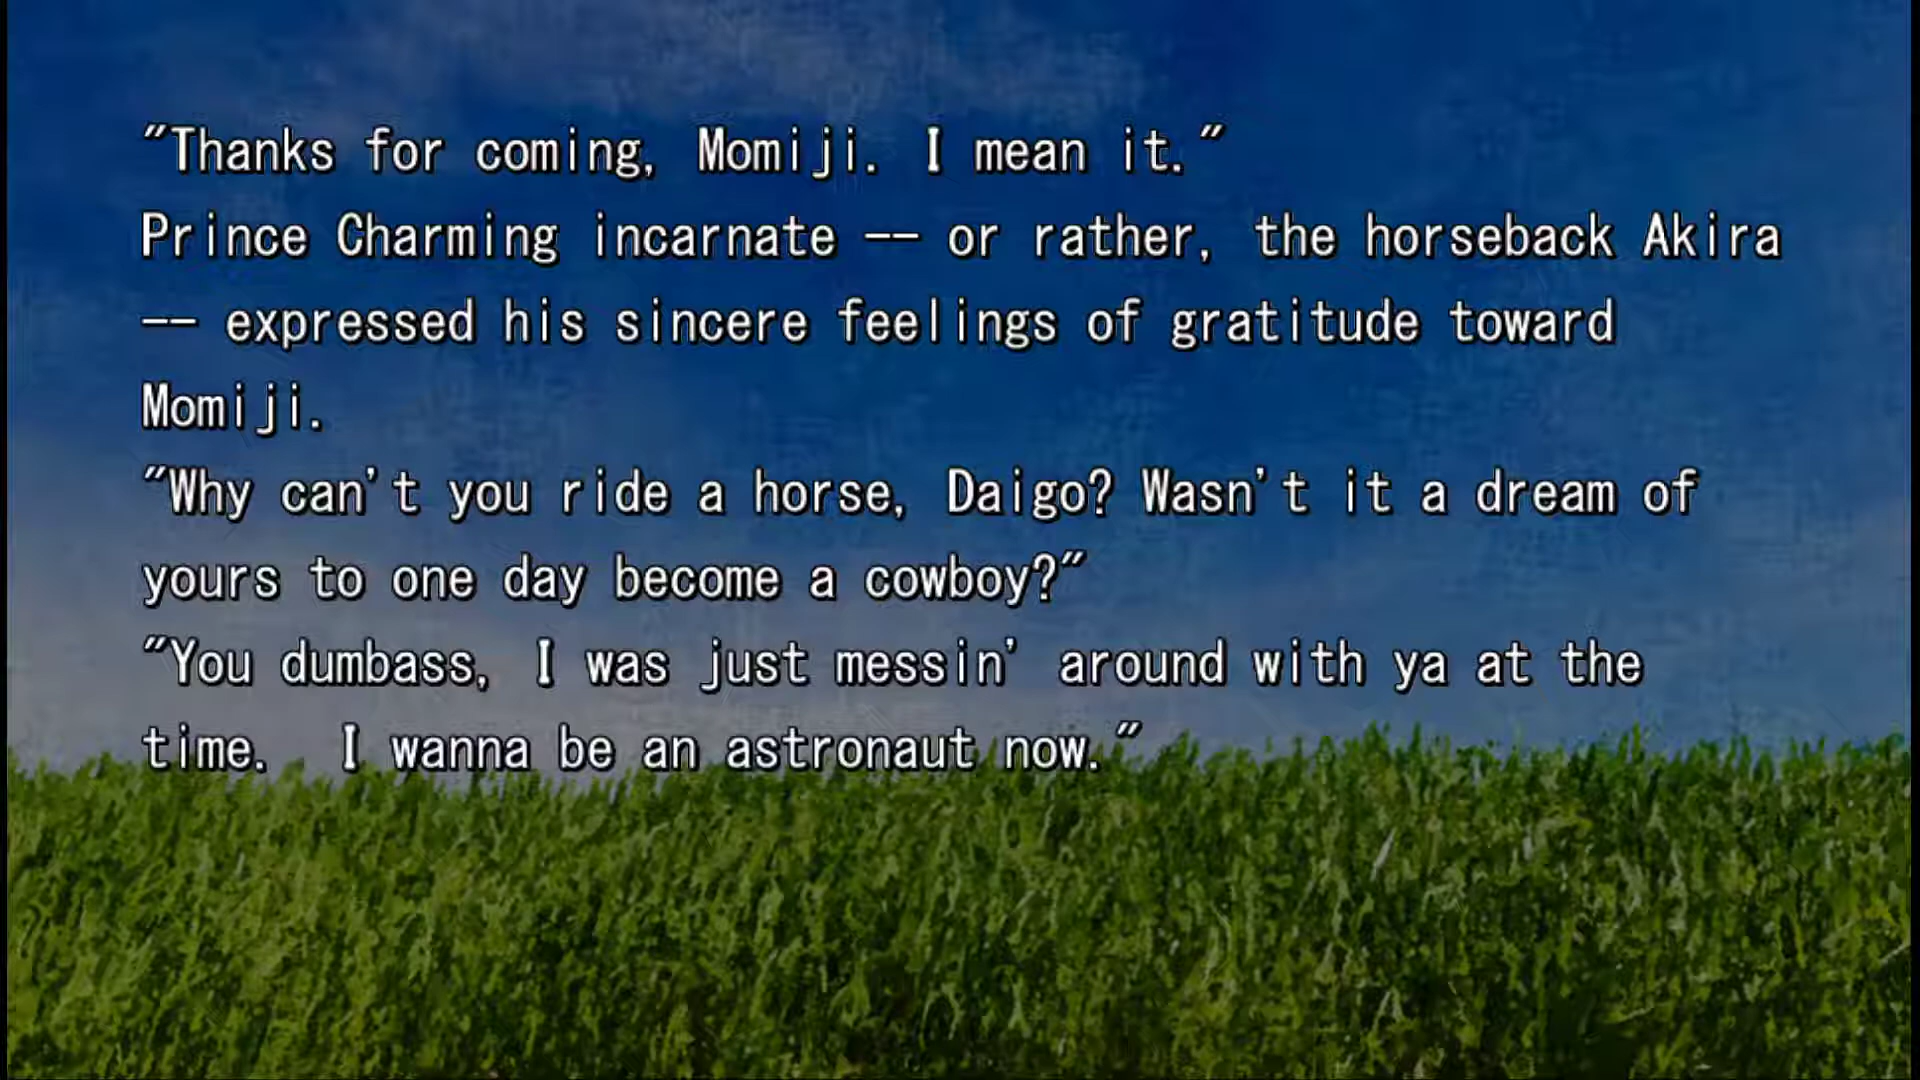 "Thanks for coming, Momiji. I mean it."
Prince Charming incarnate -- or rather, the horseback Akira
-- expressed his sincere feelings of gratitude toward
Momiji.
"Why can't you ride a horse, Daigo? Wasn't it a dream of
yours to one day become a cowboy?"
"You dumbass, I was just messin' around with ya at the
time.  I wanna be an astronaut now."